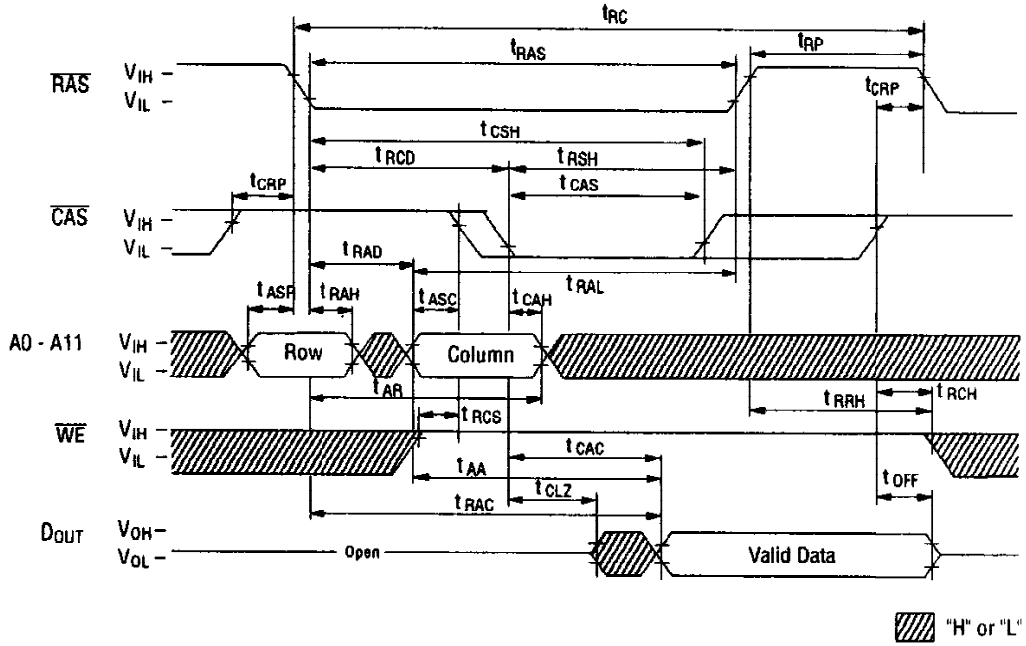 tRC
tRAS
tRP
RAS
VIH
VIL
tCRP
tCSH
tRCD
tRSH
tCRP
tCAS
CAS
VIH
VIL
tRAD
tRAL
tASR
tRAH
tASC
tCAH
A0 - A11
VIH
VIL
Row
Column
tAR
tRCH
tRRH
tRCS
WE
VIH
VIL
tCAC
tAA
tOFF
tCLZ
tRAC
DOUT
VOH
VOL
Open
Valid Data
"H" or "L"